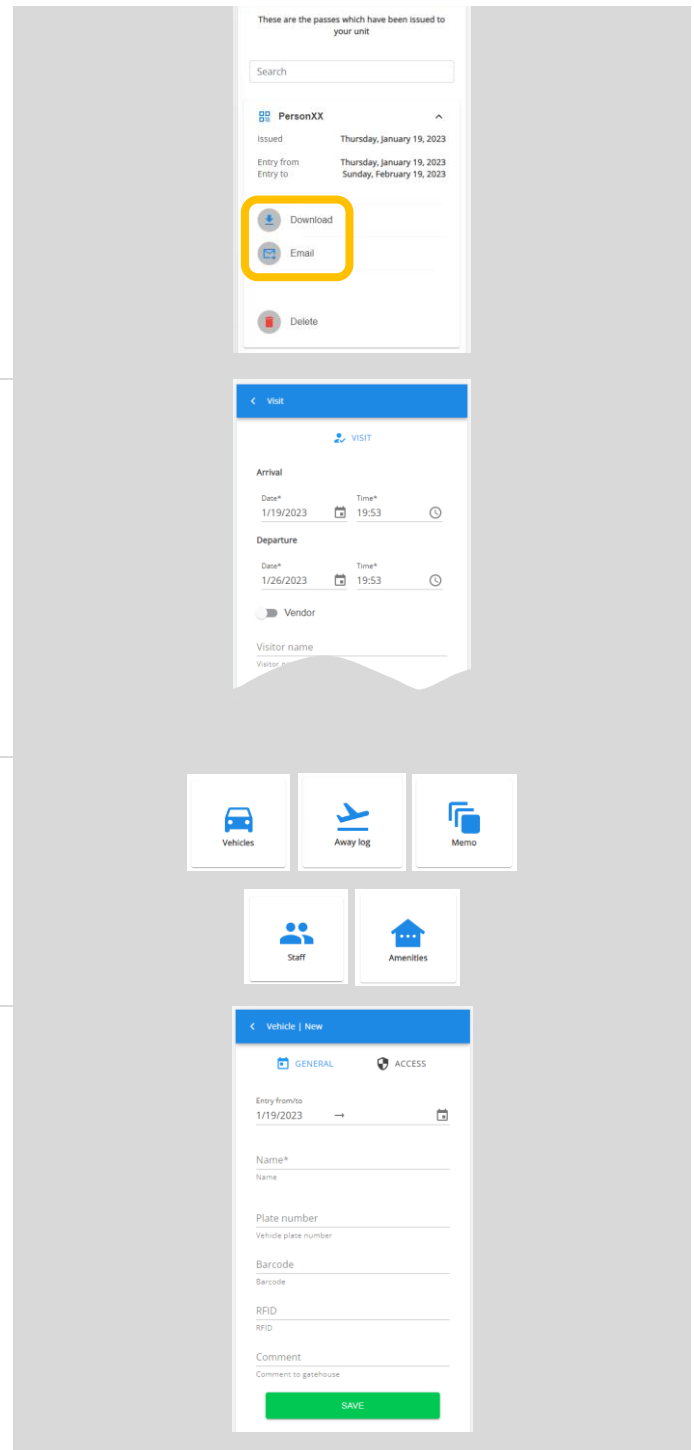 These are the passes which have been issued to
your unit
Search
PersonXX
Issued Thursday, January 19, 2023
Entry from Thursday, January 19, 2023
Entry to Sunday, February 19, 2023
Download
Email
Delete
Visit
VISIT
Arrival
Date* Time*
1/19/2023 19:53
Departure
Date* Time*
1/26/2023 19:53
Vendor
Visitor name
Visitor
Vehicles Away log Memo
Staff Amenities
Vehicle | New
GENERAL ACCESS
Entry from/to
1/19/2023 →
Name*
Name
Plate number
Vehicle plate number
Barcode
Barcode
RFID
RFID
Comment
Comment to gatehouse
SAVE